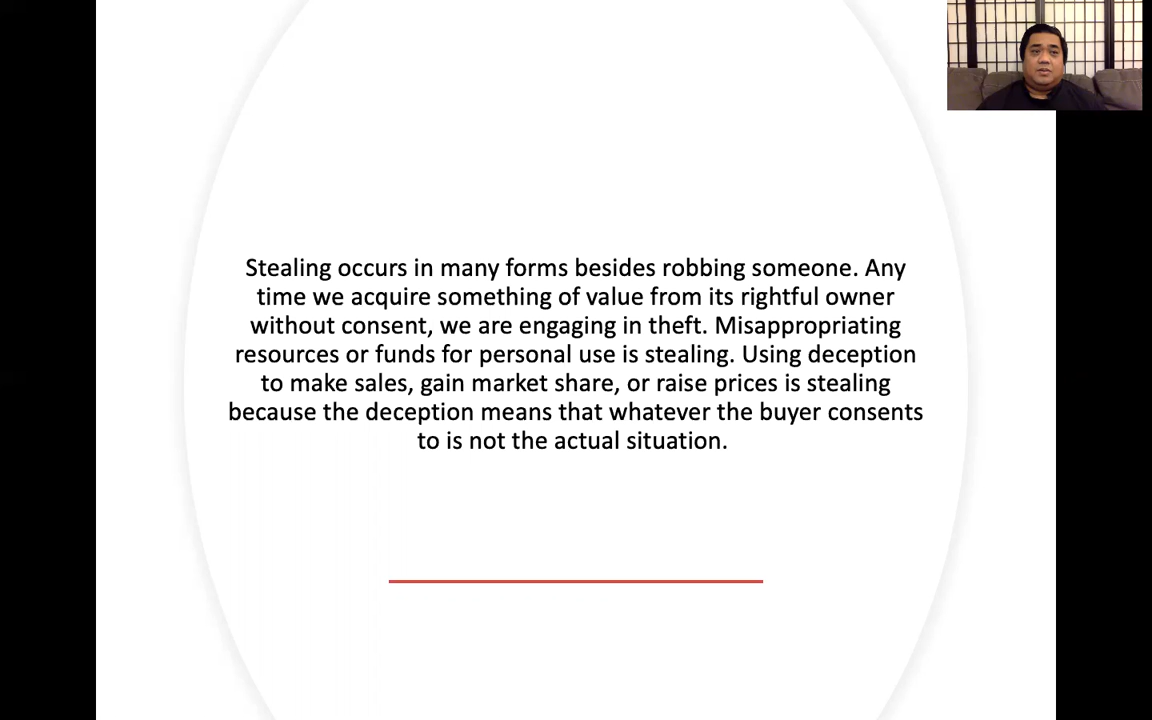 Stealing occurs in many forms besides robbing someone. Any
time we acquire something of value from its rightful owner
without consent, we are engaging in theft. Misappropriating
resources or funds for personal use is stealing. Using deception
to make sales, gain market share, or raise prices is stealing
because the deception means that whatever the buyer consents
to is not the actual situation.